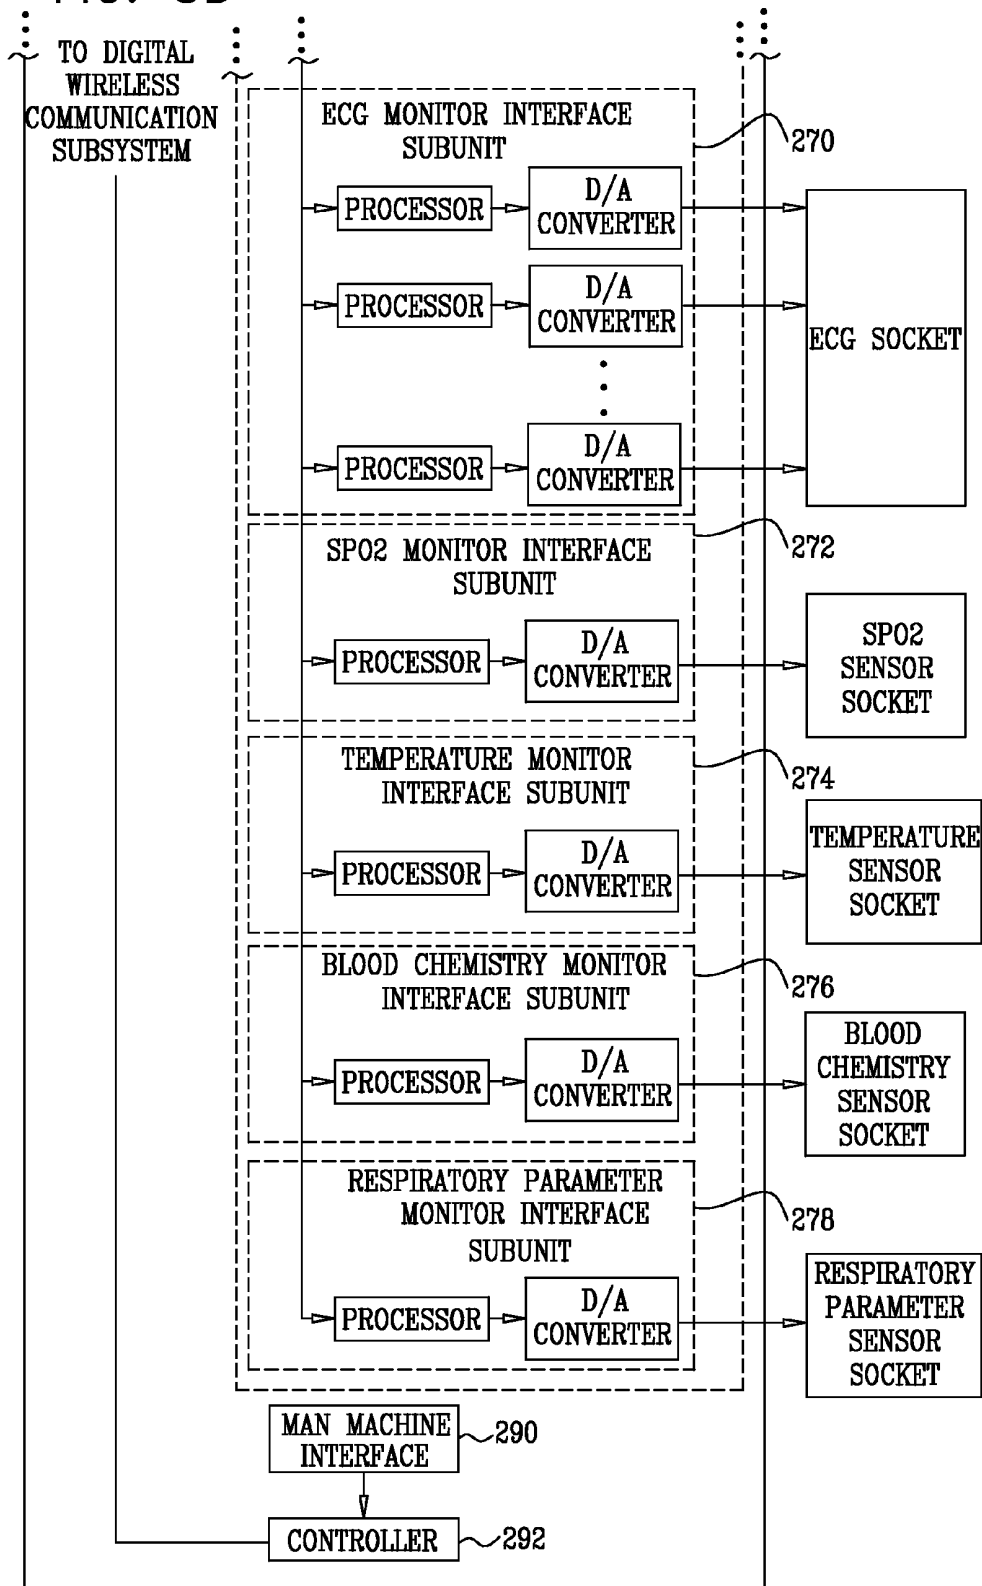 TO DIGITAL
WIRELESS
COMMUNICATION
SUBSYSTEM
ECG MONITOR INTERFACE
SUBUNIT
270
PROCESSOR
D/A
CONVERTER
PROCESSOR
D/A
CONVERTER
ECG SOCKET
PROCESSOR
D/A
CONVERTER
SPO2 MONITOR INTERFACE
SUBUNIT
272
PROCESSOR
D/A
CONVERTER
SPO2
SENSOR
SOCKET
TEMPERATURE MONITOR
INTERFACE SUBUNIT
274
PROCESSOR
D/A
CONVERTER
TEMPERATURE
SENSOR
SOCKET
BLOOD CHEMISTRY MONITOR
INTERFACE SUBUNIT
276
PROCESSOR
D/A
CONVERTER
BLOOD
CHEMISTRY
SENSOR
SOCKET
RESPIRATORY PARAMETER
MONITOR INTERFACE
SUBUNIT
278
PROCESSOR
D/A
CONVERTER
RESPIRATORY
PARAMETER
SENSOR
SOCKET
MAN MACHINE
INTERFACE
290
CONTROLLER
292